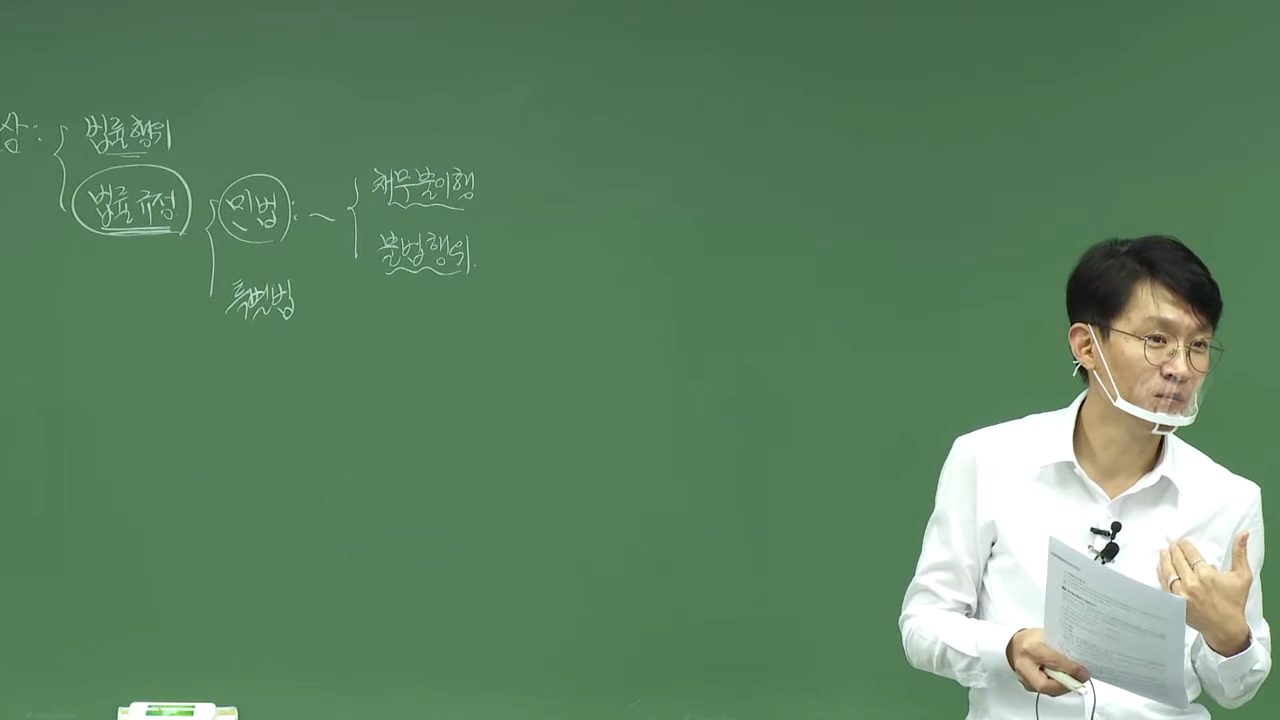 상: 법률행위
법률규정
민법: ~
특별법
채무불이행
불법행위.